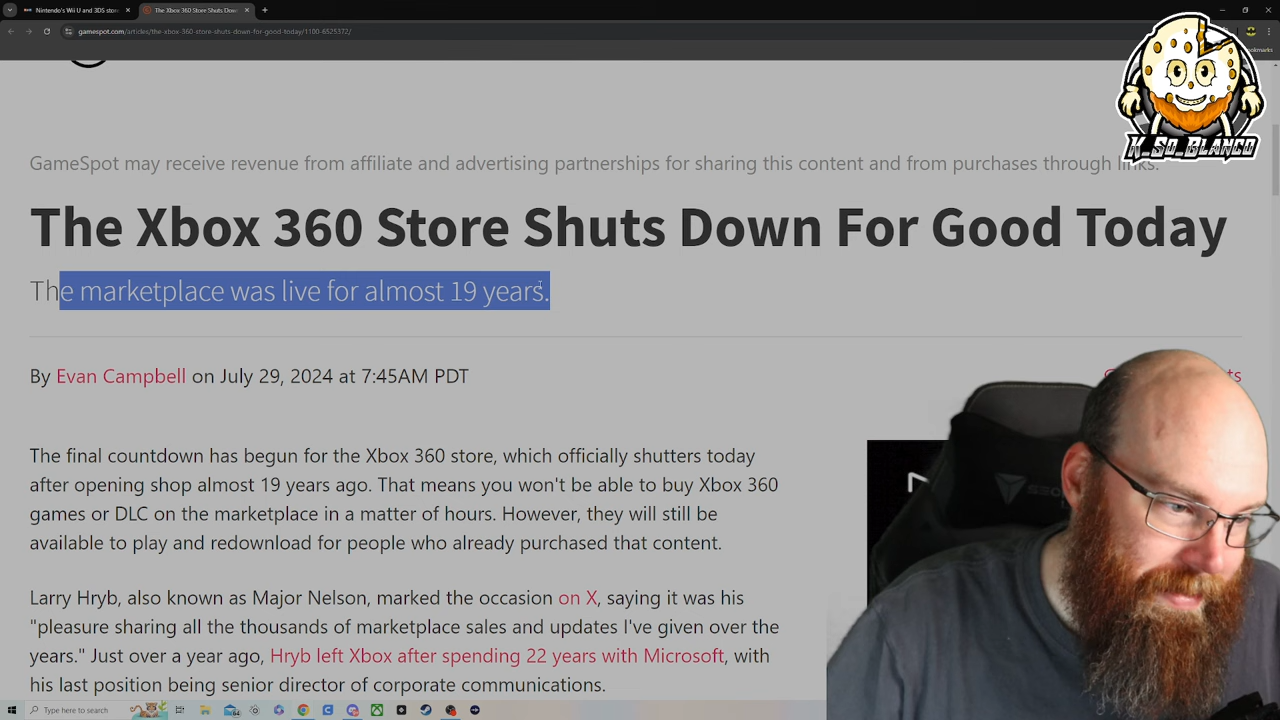 Nintendo's Wii U and 3DS stor
The Xbox 360 Store Shuts Dow
gamespot.com/articles/the-xbox-360-store-shuts-down-for-good-today/1100-6525372/
K_So_Blanco
GameSpot may receive revenue from affiliate and advertising partnerships for sharing this content and from purchases through links.
The Xbox 360 Store Shuts Down For Good Today
The marketplace was live for almost 19 years.
By Evan Campbell on July 29, 2024 at 7:45AM PDT
The final countdown has begun for the Xbox 360 store, which officially shutters today
after opening shop almost 19 years ago. That means you won't be able to buy Xbox 360
games or DLC on the marketplace in a matter of hours. However, they will still be
available to play and redownload for people who already purchased that content.
Larry Hryb, also known as Major Nelson, marked the occasion on X, saying it was his
"pleasure sharing all the thousands of marketplace sales and updates I've given over the
years." Just over a year ago, Hryb left Xbox after spending 22 years with Microsoft, with
his last position being senior director of corporate communications.
Type here to search